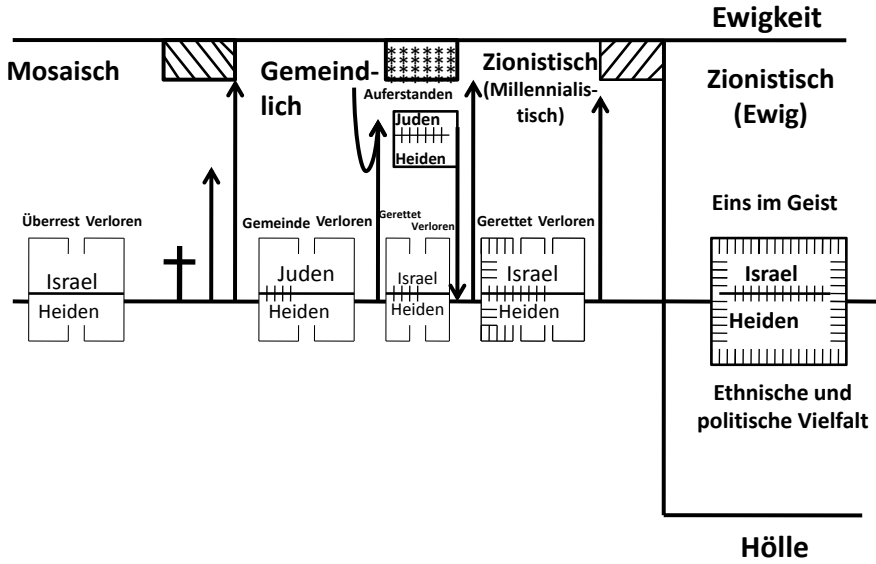 Ewigkeit
Mosaisch
Gemeind-
lich
Auferstanden
Juden
Heiden
Zionistisch
(Millennialis-
tisch)
Zionistisch
(Ewig)
Überrest Verloren
Israel
Heiden
Gemeinde Verloren
Juden
Heiden
Gerettet
Verloren
Israel
Heiden
Gerettet Verloren
Israel
Heiden
Eins im Geist
Israel
Heiden
Ethnische und
politische Vielfalt
Hölle